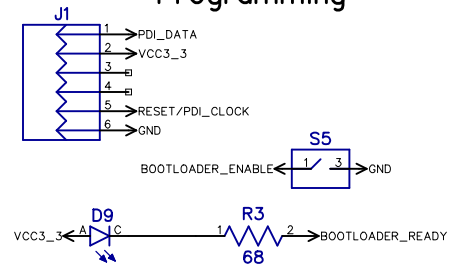 Programming
J1
1 PDI_DATA
2 VCC3_3
3
4
5 RESET/PDI_CLOCK
6 GND
S5
BOOTLOADER_ENABLE 1 3 GND
D9 R3
VCC3_3 A C 1 2 BOOTLOADER_READY
68